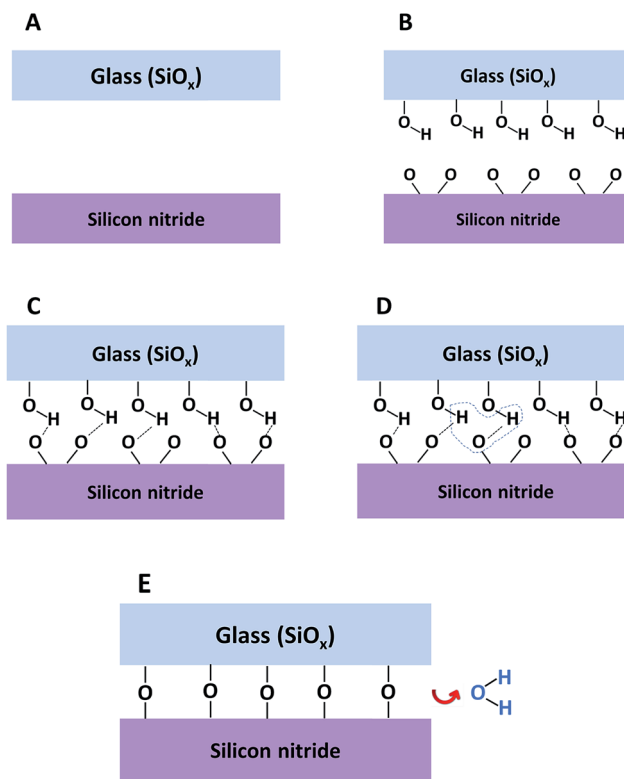 A
Glass (SiOx)
Silicon nitride
B
Glass (SiOx)
O H O H O H O H O H
O O O O O O
Silicon nitride
C
Glass (SiOx)
O H O H O H O H O H
O O O O O O
Silicon nitride
D
Glass (SiOx)
O H O H O H O H O H
O O O O O O
Silicon nitride
E
Glass (SiOx)
O O O O O
Silicon nitride
H
O
H